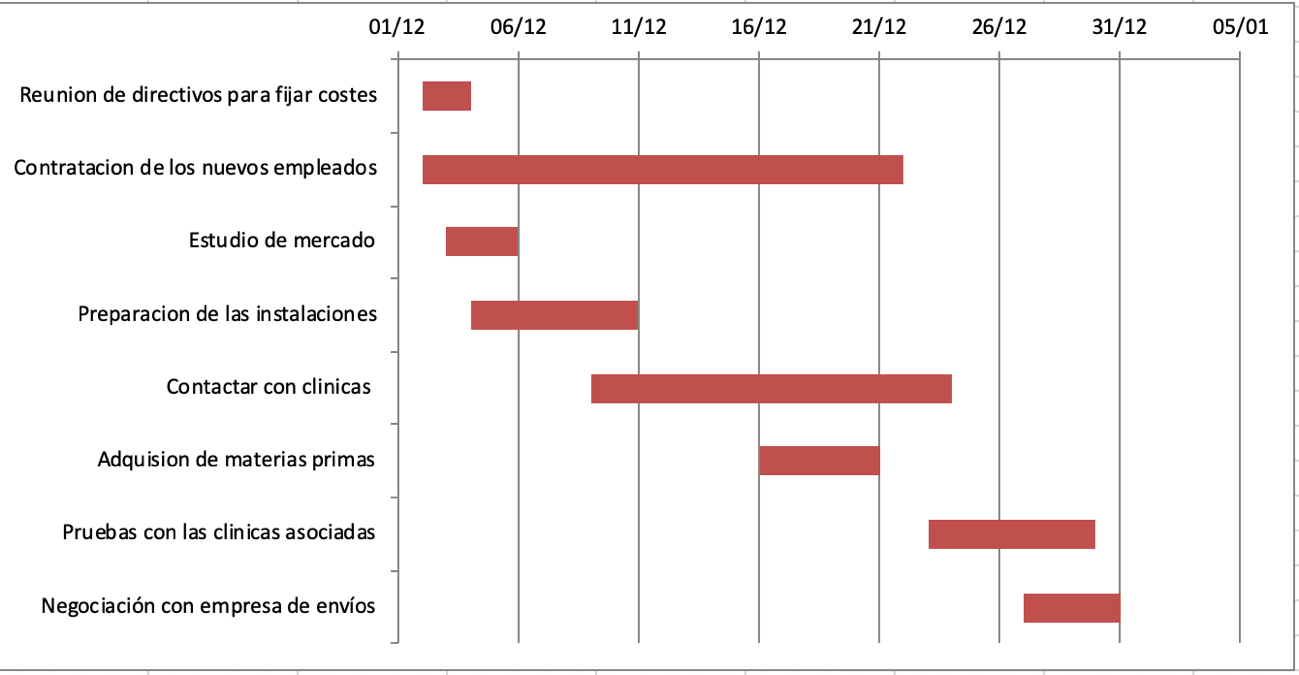 01/12 06/12 11/12 16/12 21/12 26/12 31/12 05/01
Reunion de directivos para fijar costes
Contratacion de los nuevos empleados
Estudio de mercado
Preparacion de las instalaciones
Contactar con clinicas
Adquision de materias primas
Pruebas con las clinicas asociadas
Negociación con empresa de envíos